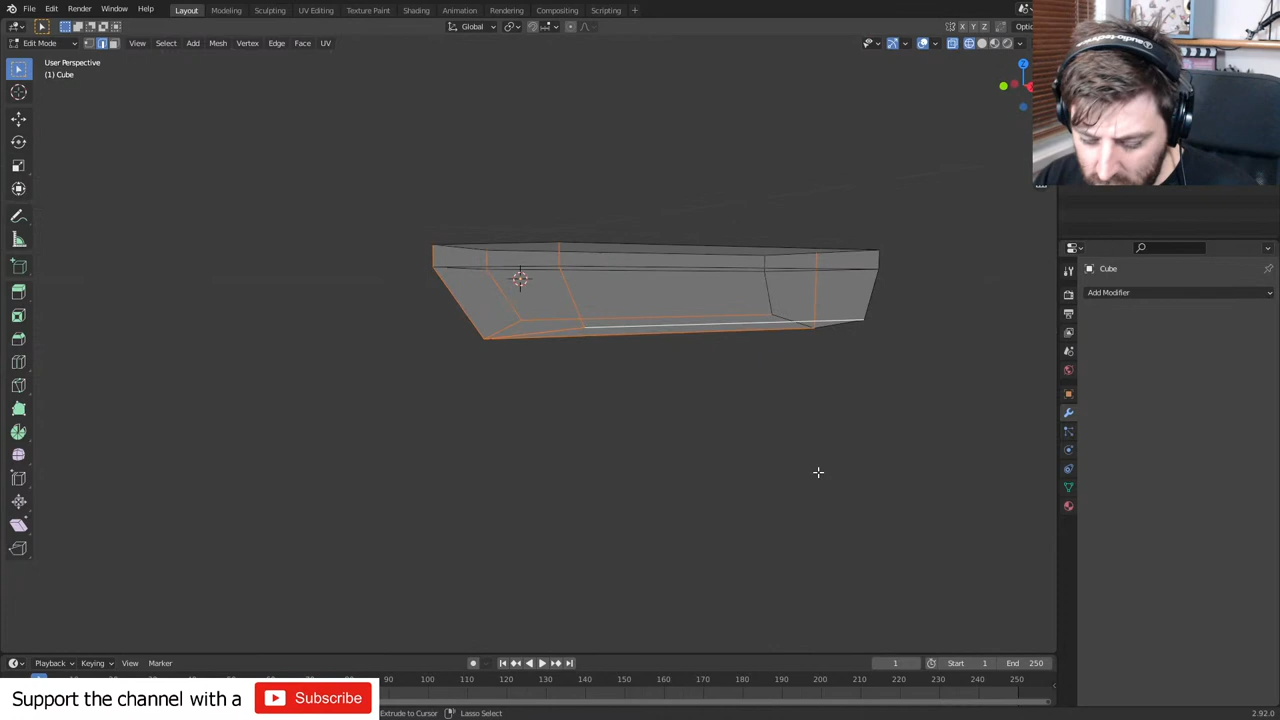 File Edit Render Window Help Layout Modeling Sculpting UV Editing Texture Paint Shading Animation Rendering Compositing Scripting +
Global X Y Z Opti
Edit Mode View Select Add Mesh Vertex Edge Face UV
User Perspective
(1) Cube
Z
Cube
Add Modifier
Playback Keying View Marker 1 Start 1 End 250
90 100 110 120 130 140 150 160 170 180 190 200 210 220 230 240 250
Support the channel with a Subscribe
Extrude to Cursor Lasso Select 2.92.0